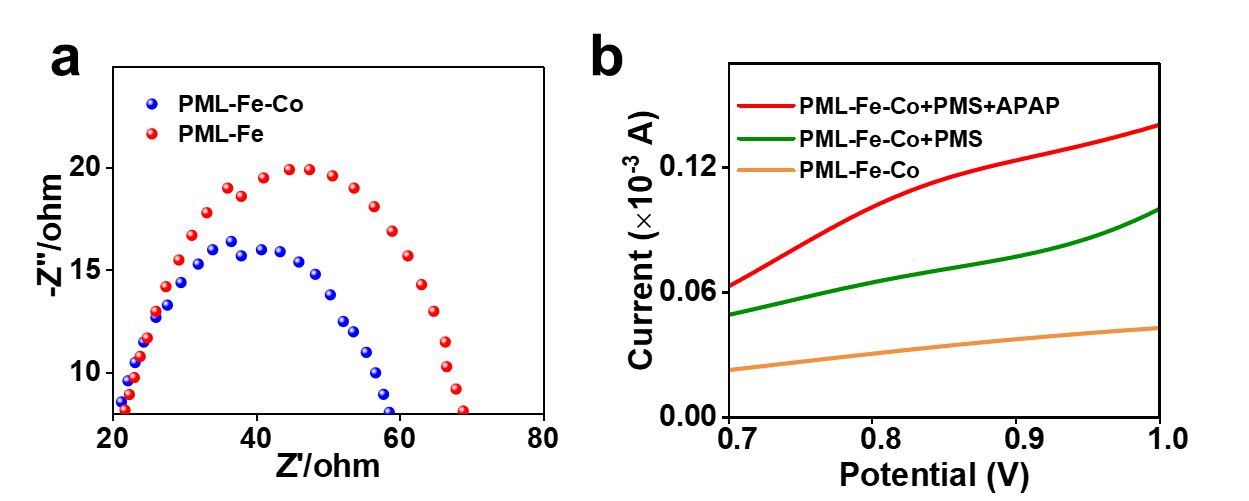 a
PML-Fe-Co
PML-Fe
20
15
10
-Z''/ohm
20
40
60
80
Z'/ohm
b
PML-Fe-Co+PMS+APAP
PML-Fe-Co+PMS
PML-Fe-Co
0.12
0.06
0.00
Current (×10⁻³ A)
0.7
0.8
0.9
1.0
Potential (V)